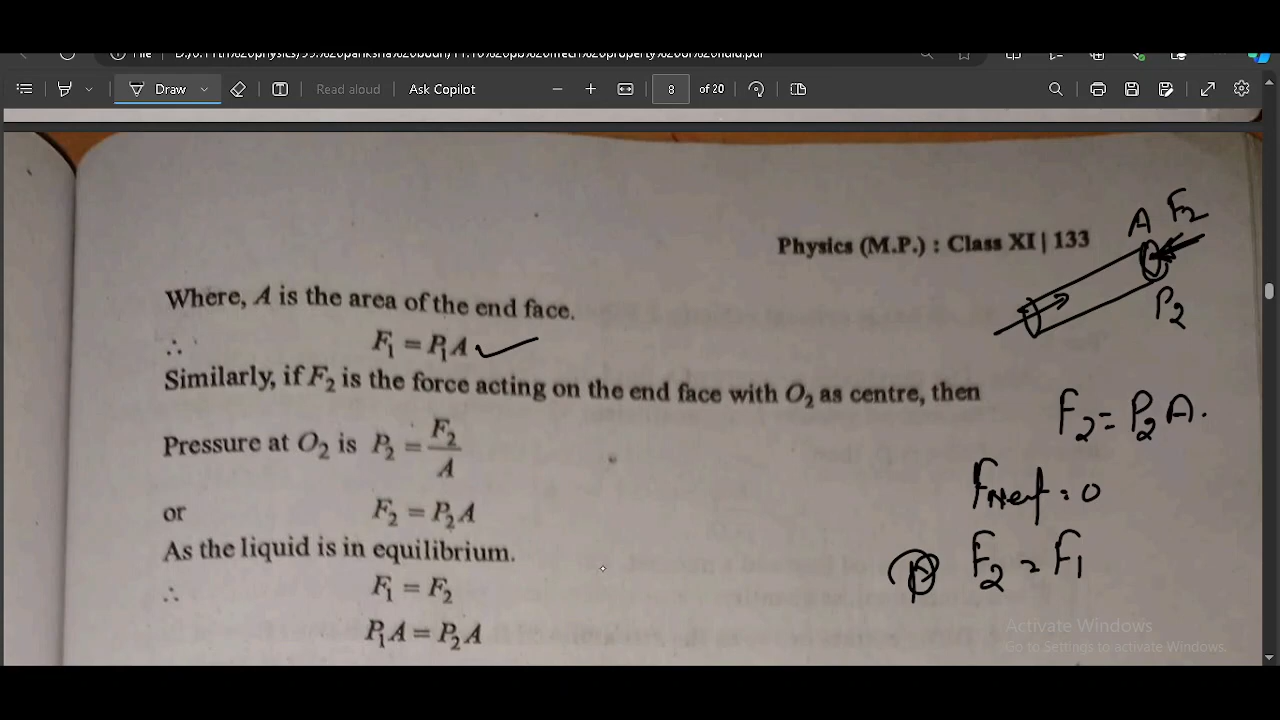 Draw
Read aloud
Ask Copilot
8
of 20
Physics (M.P.) : Class XI | 133
A F2
P2
Where, A is the area of the end face.
∴ F₁ = P₁A
Similarly, if F₂ is the force acting on the end face with O₂ as centre, then
F2 = P2 A.
Pressure at O₂ is P₂ = F₂/A
or F₂ = P₂A
Fnet = 0
As the liquid is in equilibrium.
F2 = F1
∴ F₁ = F₂
P₁A = P₂A
Activate Windows
Go to Settings to activate Windows.